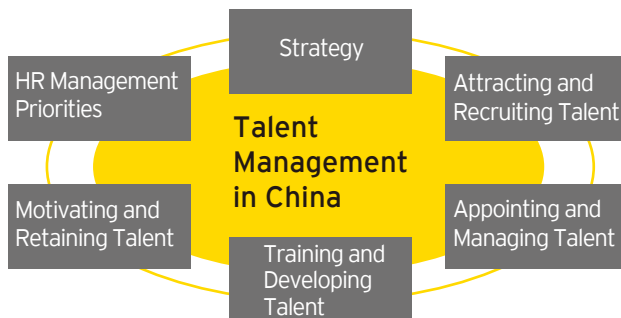 Strategy
HR Management
Priorities
Attracting and
Recruiting Talent
Talent
Management
in China
Motivating and
Retaining Talent
Appointing and
Managing Talent
Training and
Developing
Talent